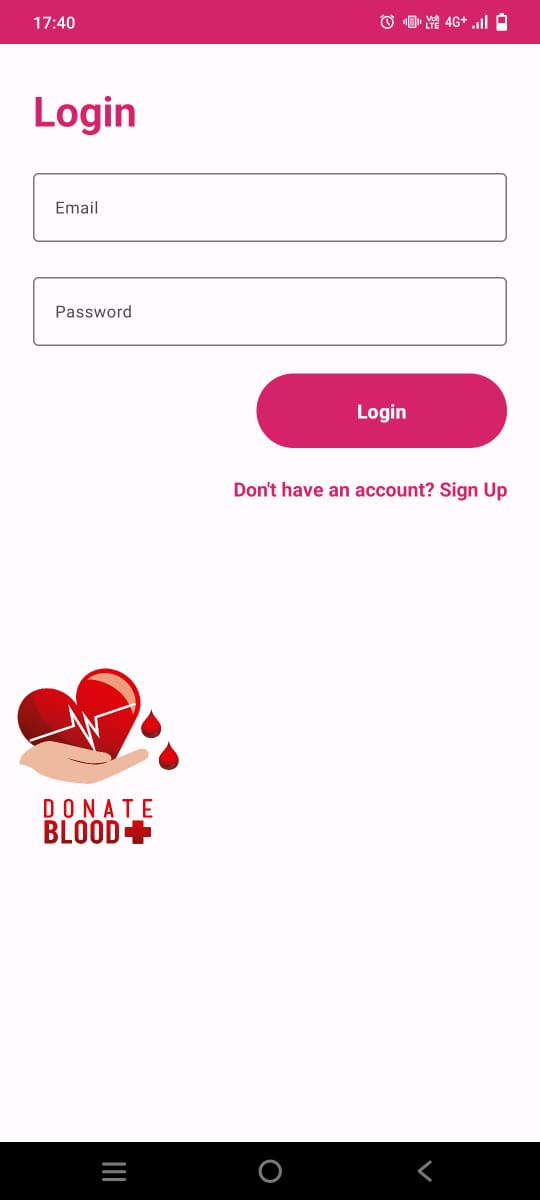 17:40
Vo) LTE 4G+
Login
Email
Password
Login
Don't have an account? Sign Up
DONATE
BLOOD